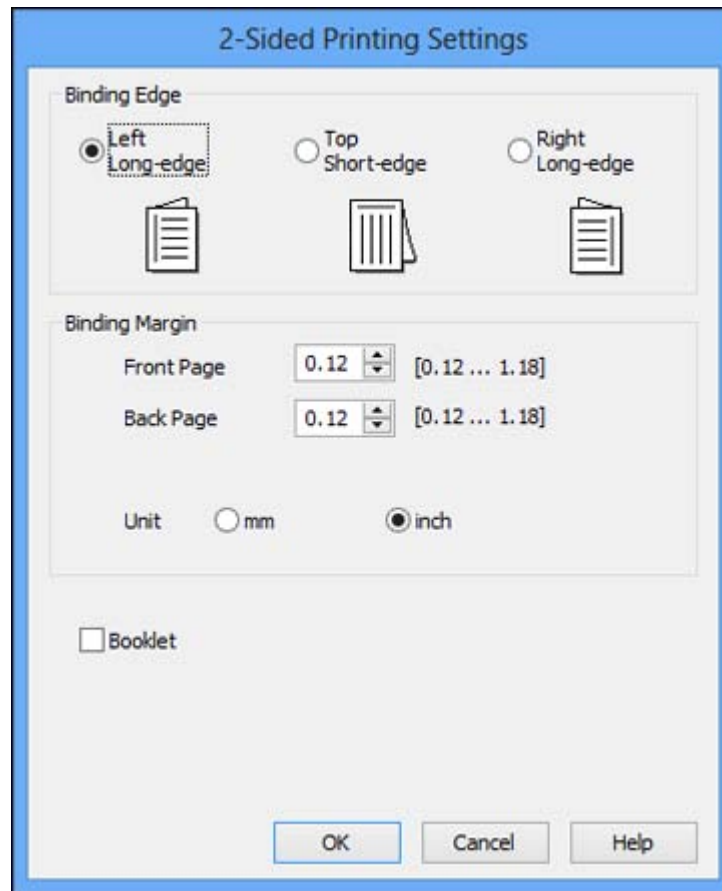 2-Sided Printing Settings
Binding Edge
Left
Long-edge
Top
Short-edge
Right
Long-edge
Binding Margin
Front Page 0.12 [0.12 ... 1.18]
Back Page 0.12 [0.12 ... 1.18]
Unit mm inch
Booklet
OK Cancel Help